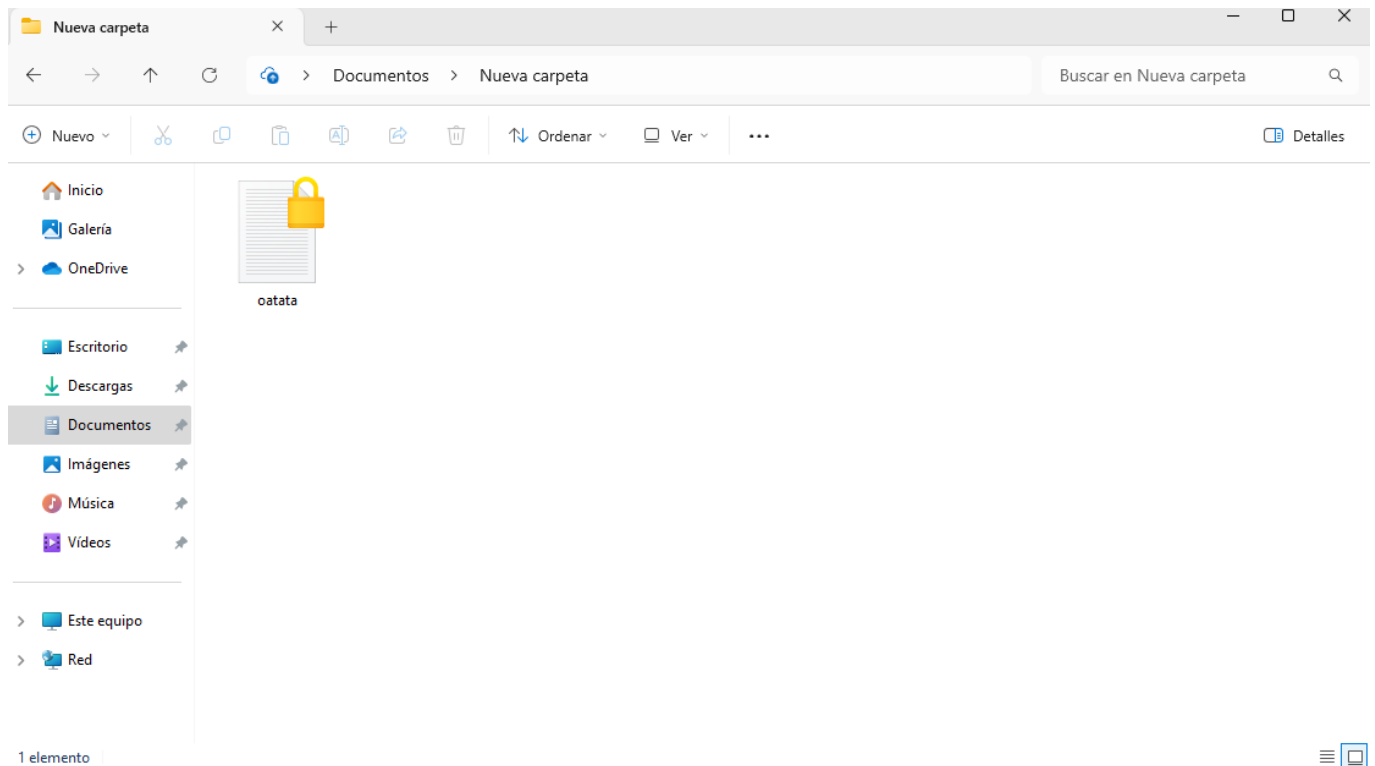 Nueva carpeta
Documentos > Nueva carpeta
Buscar en Nueva carpeta
Nuevo
Ordenar
Ver
Detalles
Inicio
Galería
OneDrive
oatata
Escritorio
Descargas
Documentos
Imágenes
Música
Vídeos
Este equipo
Red
1 elemento